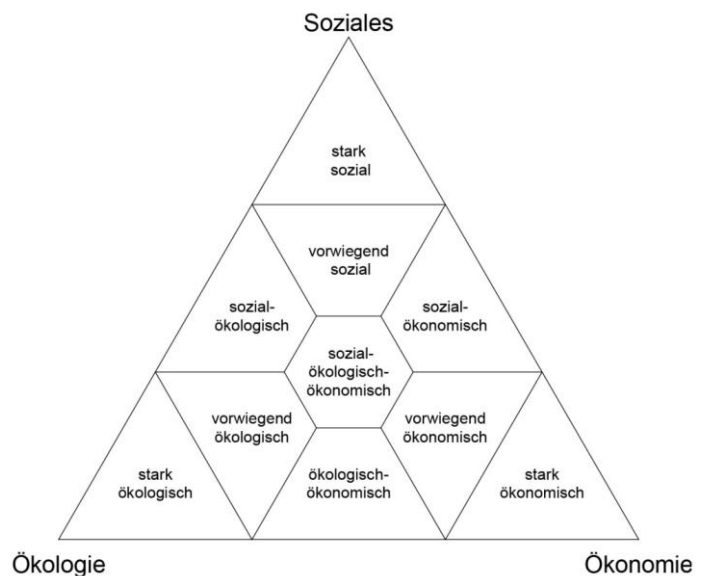 Soziales
stark
sozial
vorwiegend
sozial
sozial-
ökologisch
sozial-
ökonomisch
sozial-
ökologisch-
ökonomisch
vorwiegend
ökologisch
vorwiegend
ökonomisch
stark
ökologisch
ökologisch-
ökonomisch
stark
ökonomisch
Ökologie
Ökonomie